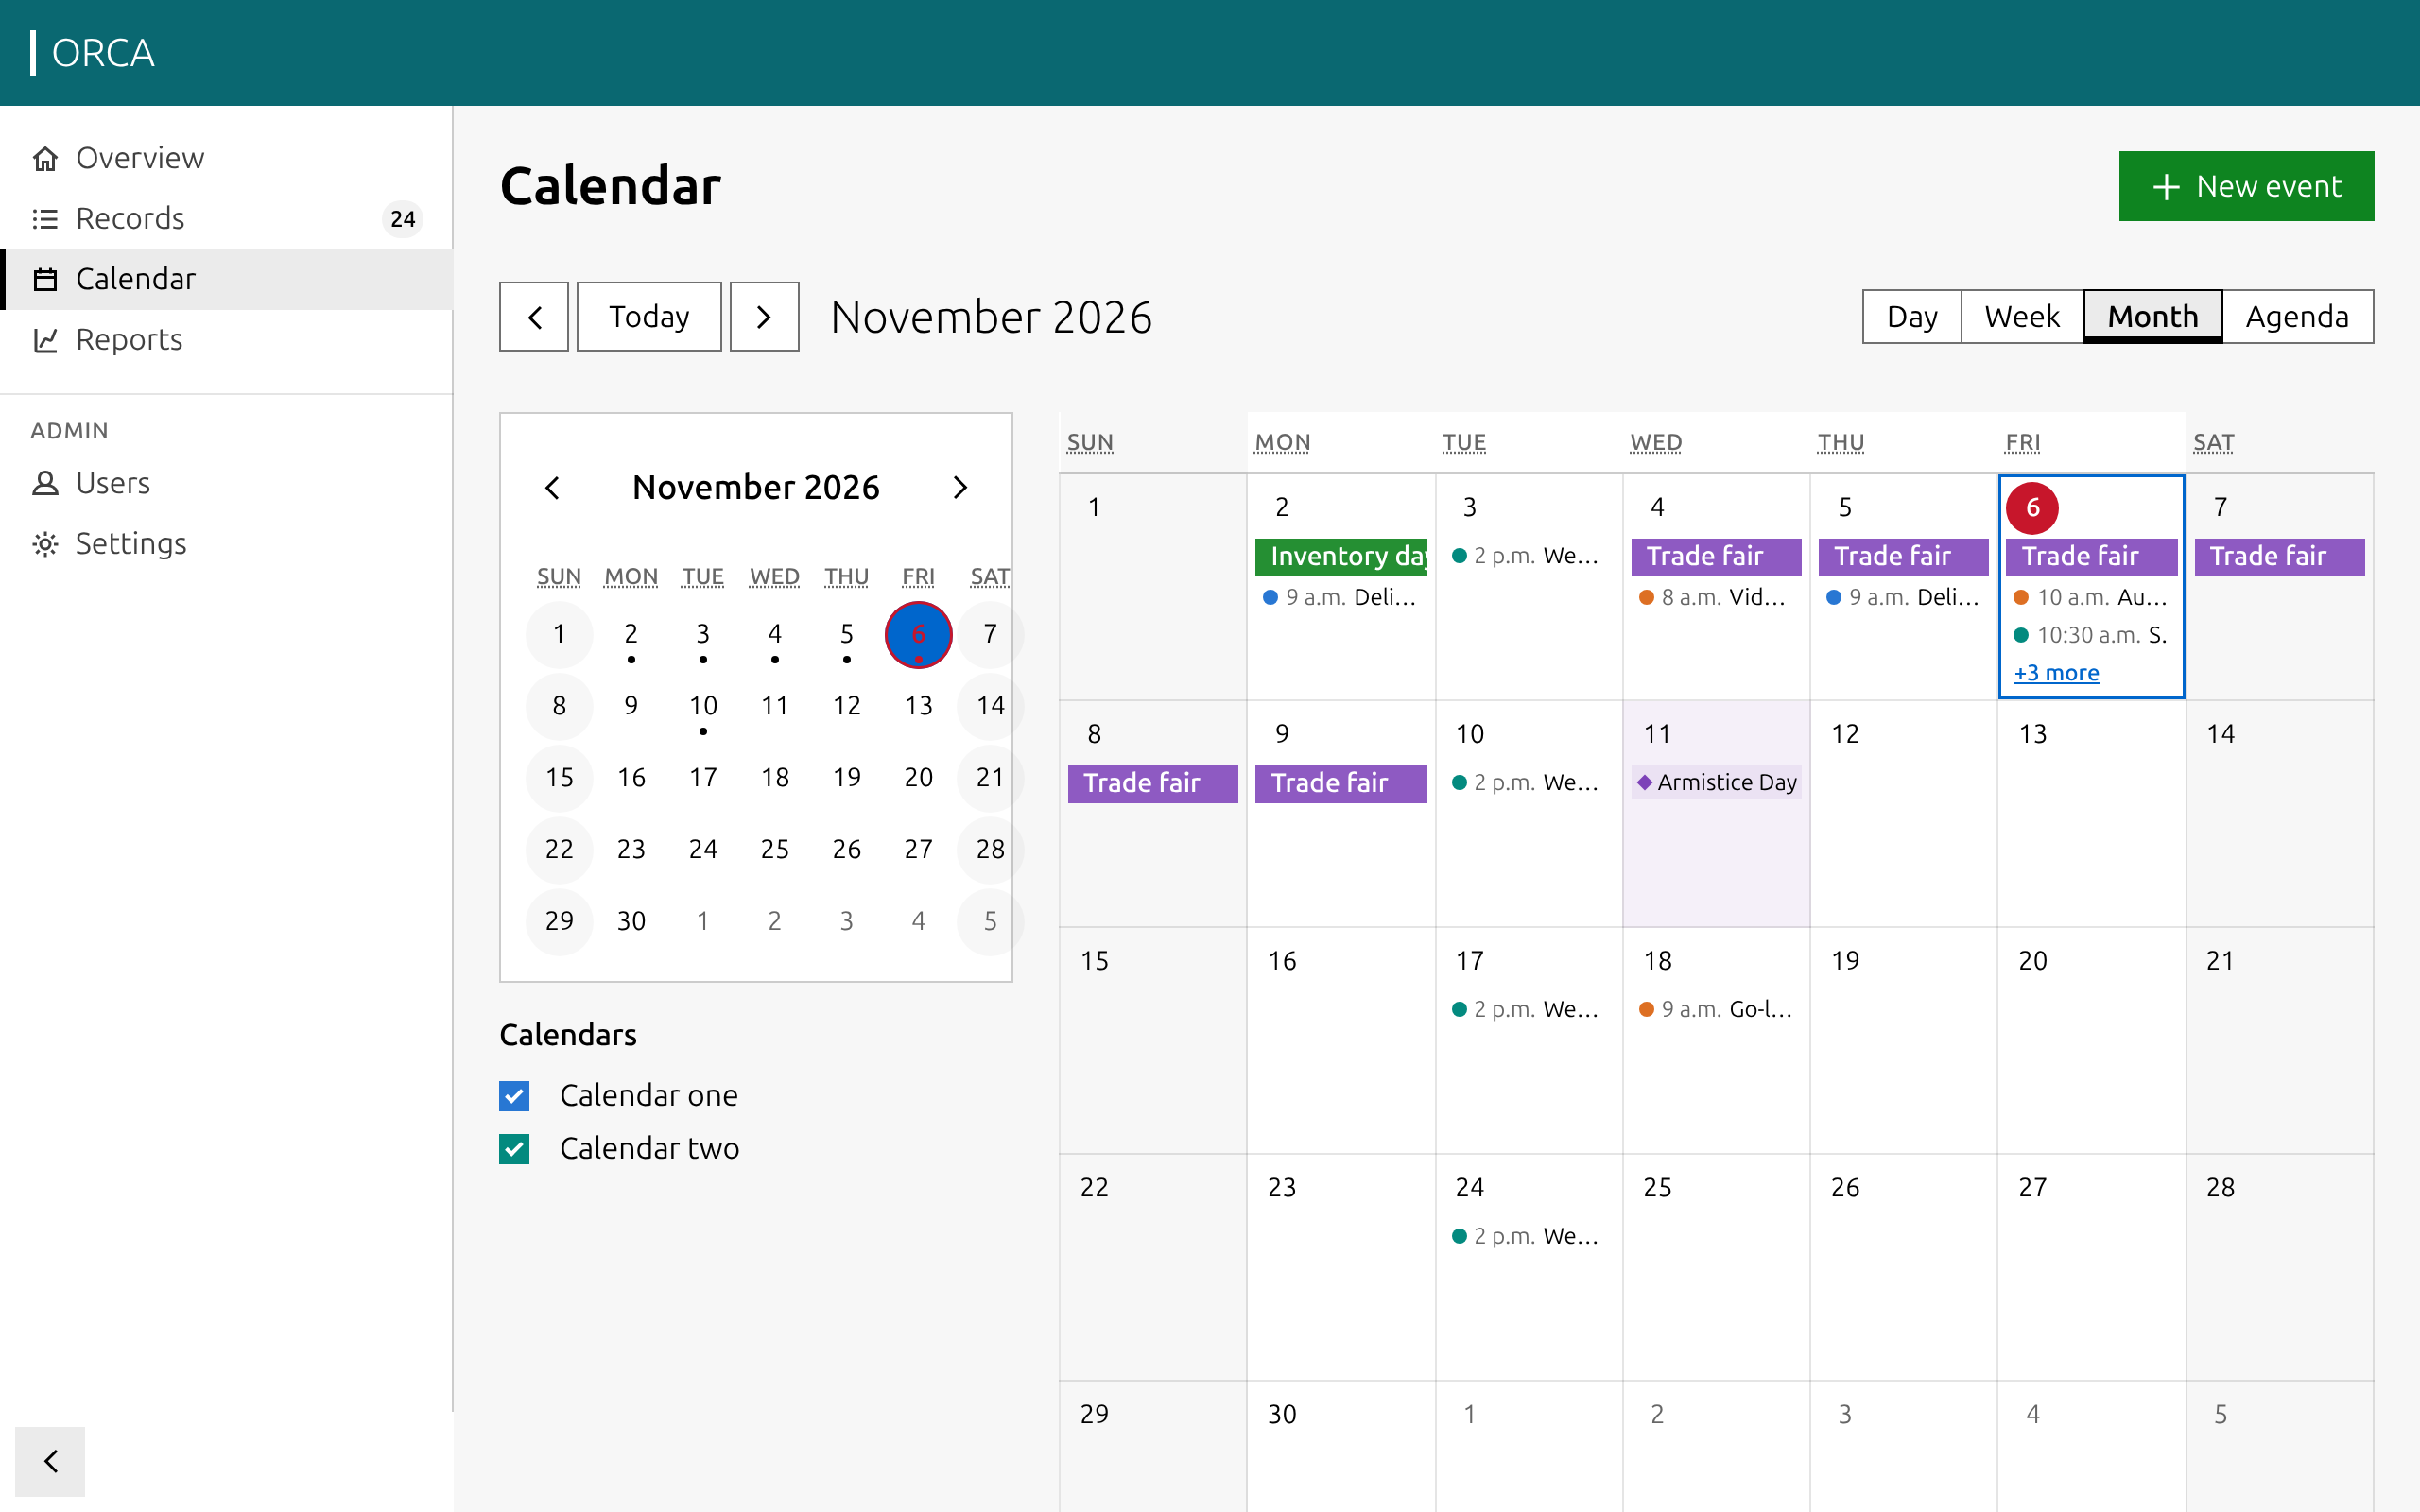 ORCA
Overview
Records 24
Calendar
Reports
ADMIN
Users
Settings
Calendar
New event
Today
November 2026
Day Week Month Agenda
November 2026
SUN MON TUE WED THU FRI SAT
1 2 3 4 5 6 7
8 9 10 11 12 13 14
15 16 17 18 19 20 21
22 23 24 25 26 27 28
29 30 1 2 3 4 5
Calendars
Calendar one
Calendar two
SUN MON TUE WED THU FRI SAT
1 2 3 4 5 6 7
Inventory day 2 p.m. We... Trade fair Trade fair Trade fair Trade fair
9 a.m. Deli... 8 a.m. Vid... 9 a.m. Deli... 10 a.m. Au...
10:30 a.m. S.
+3 more
8 9 10 11 12 13 14
Trade fair Trade fair 2 p.m. We... Armistice Day
15 16 17 18 19 20 21
2 p.m. We... 9 a.m. Go-l...
22 23 24 25 26 27 28
2 p.m. We...
29 30 1 2 3 4 5